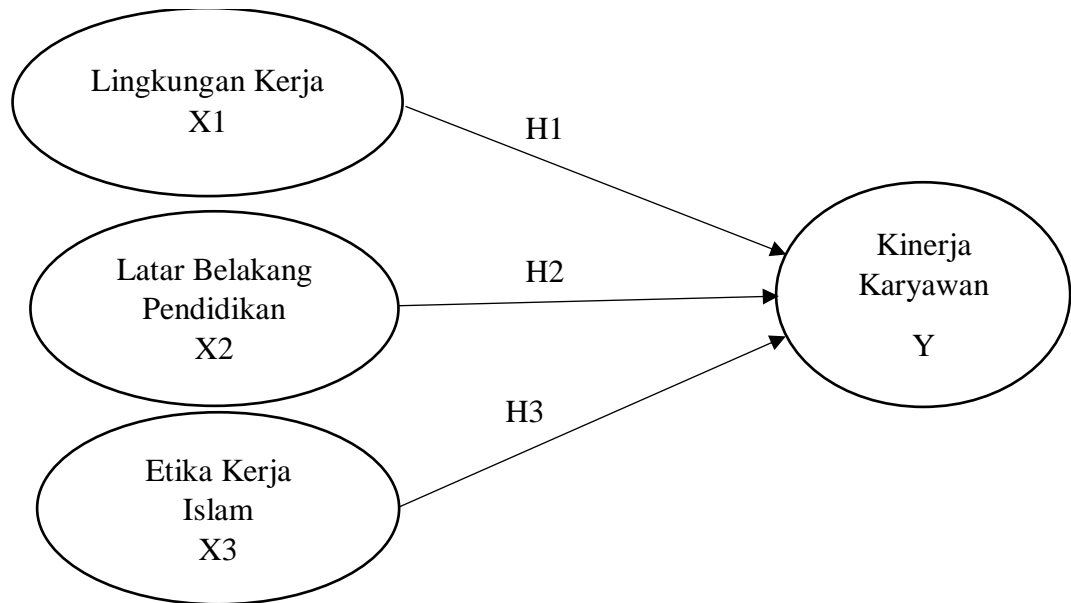 Lingkungan Kerja
X1
H1
Latar Belakang
Pendidikan
X2
H2
Etika Kerja
Islam
X3
H3
Kinerja
Karyawan
Y